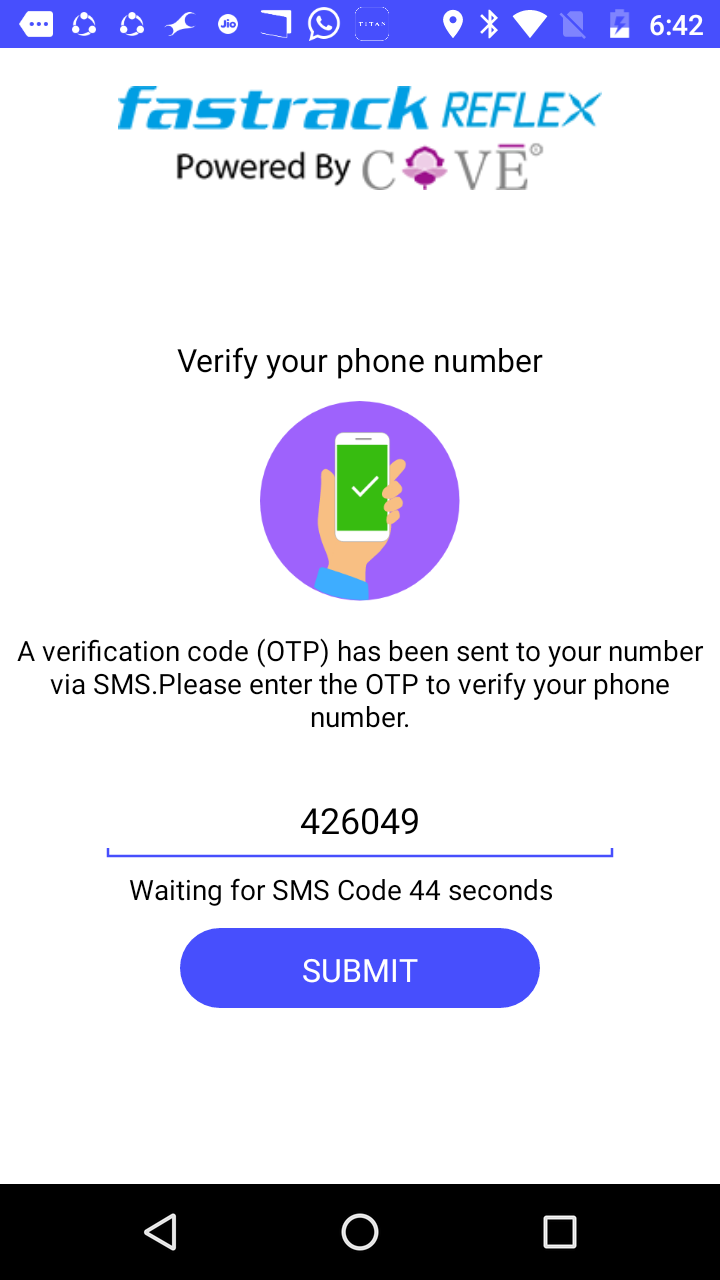 Jio
TITAN
6:42
fastrack REFLEX
Powered By COVE®
Verify your phone number
A verification code (OTP) has been sent to your number
via SMS.Please enter the OTP to verify your phone
number.
426049
Waiting for SMS Code 44 seconds
SUBMIT